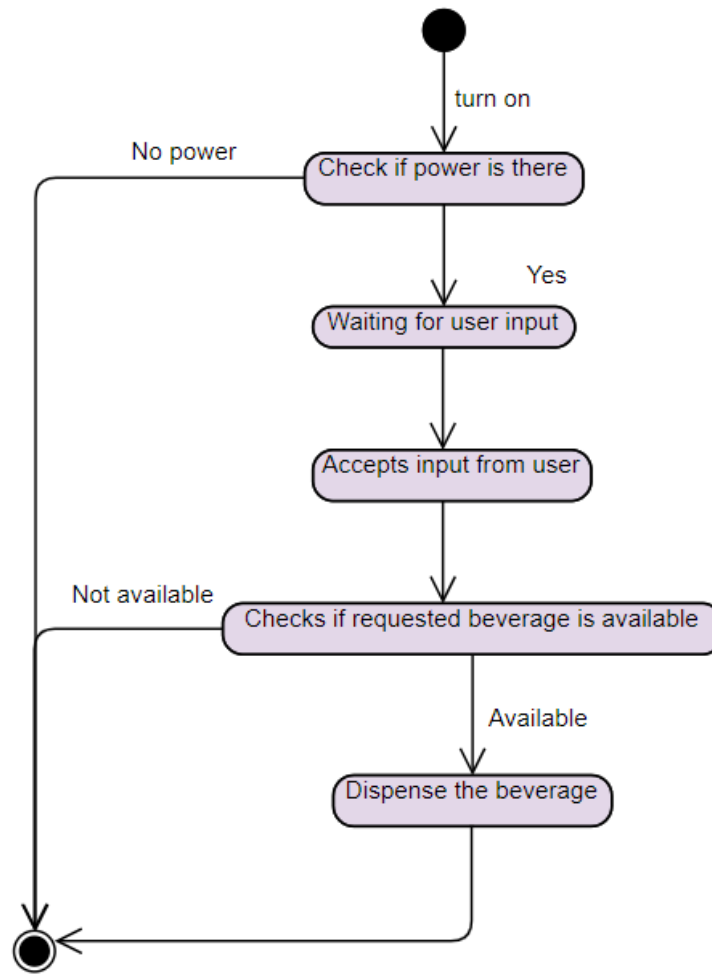 turn on
No power
Check if power is there
Yes
Waiting for user input
Accepts input from user
Not available
Checks if requested beverage is available
Available
Dispense the beverage